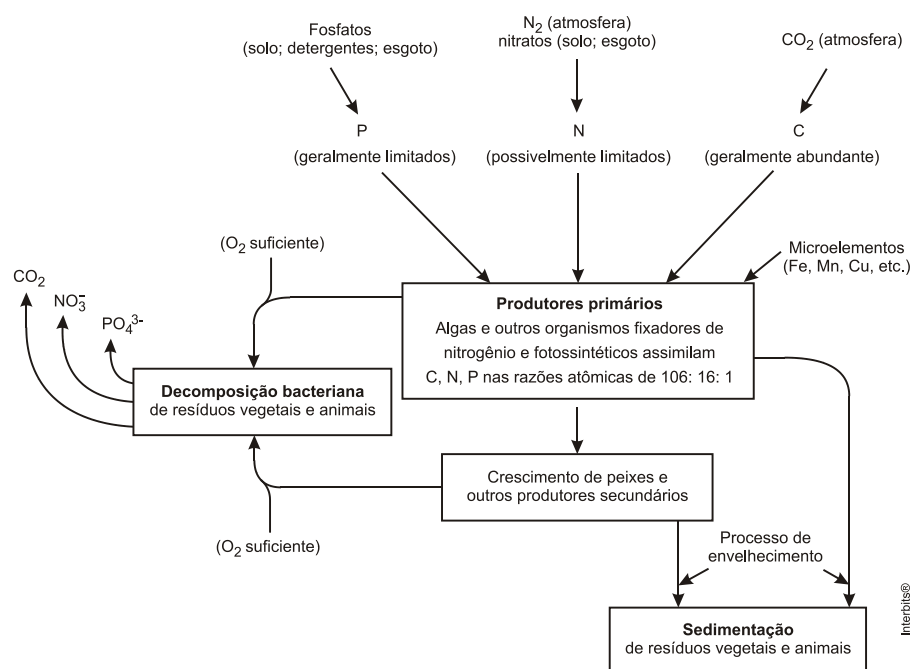 Fosfatos
(solo; detergentes; esgoto)
N₂ (atmosfera)
nitratos (solo; esgoto)
CO₂ (atmosfera)
P
(geralmente limitados)
N
(possivelmente limitados)
C
(geralmente abundante)
(O₂ suficiente)
Microelementos
(Fe, Mn, Cu, etc.)
CO₂
NO₃⁻
PO₄³⁻
Produtores primários
Algas e outros organismos fixadores de
nitrogênio e fotossintéticos assimilam
C, N, P nas razões atômicas de 106: 16: 1
Decomposição bacteriana
de resíduos vegetais e animais
Crescimento de peixes e
outros produtores secundários
(O₂ suficiente)
Processo de
envelhecimento
Sedimentação
de resíduos vegetais e animais
Interbits®